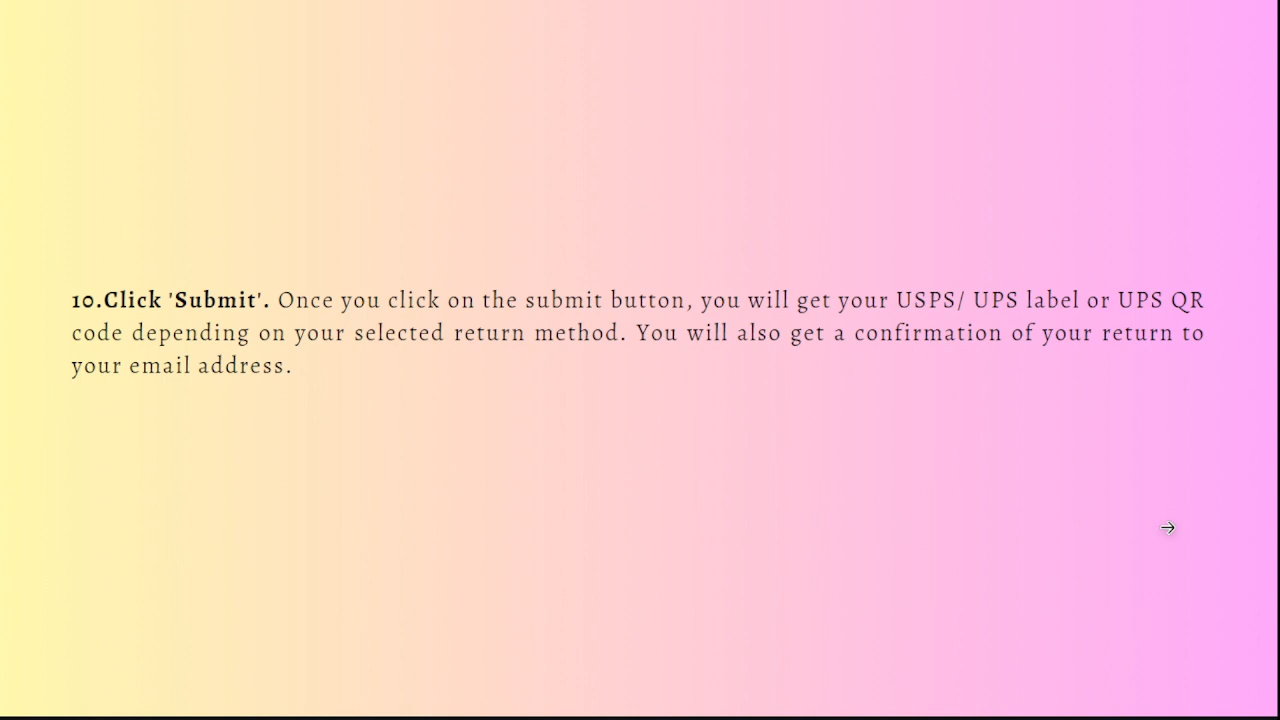 10.Click 'Submit'. Once you click on the submit button, you will get your USPS/ UPS label or UPS QR
code depending on your selected return method. You will also get a confirmation of your return to
your email address.